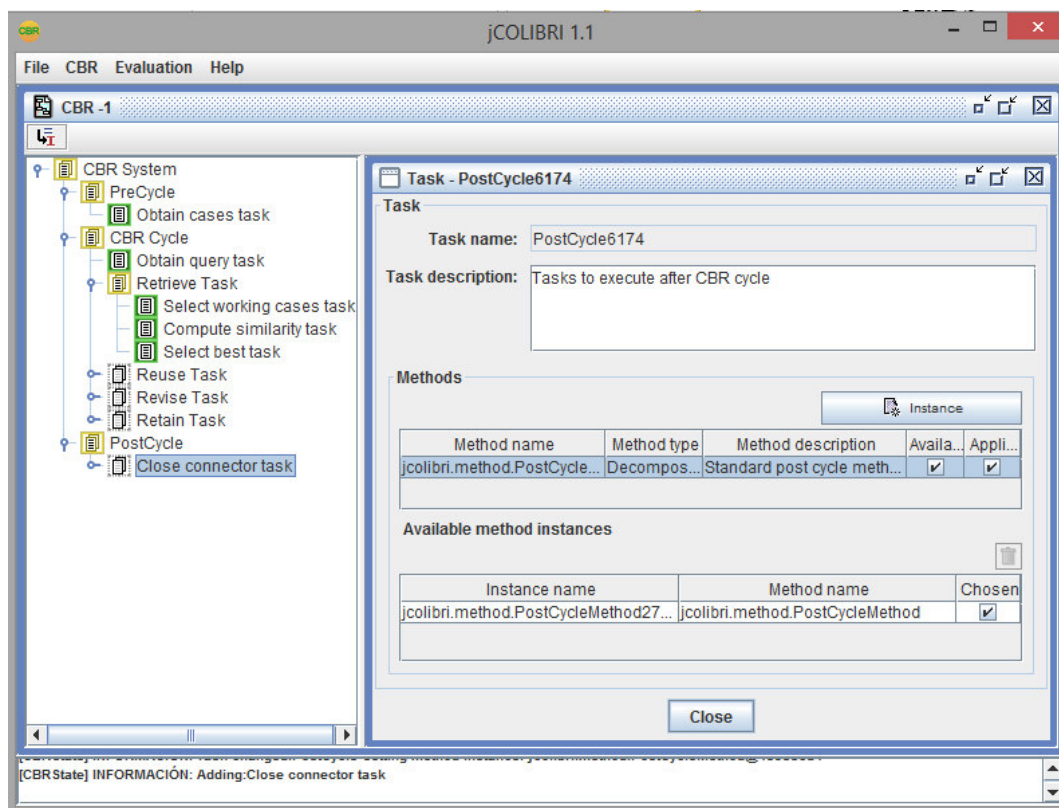 CBR
jCOLIBRI 1.1
File CBR Evaluation Help
CBR -1
CBR System
PreCycle
Obtain cases task
CBR Cycle
Obtain query task
Retrieve Task
Select working cases task
Compute similarity task
Select best task
Reuse Task
Revise Task
Retain Task
PostCycle
Close connector task
Task - PostCycle6174
Task
Task name: PostCycle6174
Task description: Tasks to execute after CBR cycle
Methods
Instance
Method name Method type Method description Availa... Appli...
jcolibri.method.PostCycle... Decompos... Standard post cycle meth...
Available method instances
Instance name Method name Chosen
jcolibri.method.PostCycleMethod27... jcolibri.method.PostCycleMethod
Close
[CBRState] INFORMACIÓN: Adding:Close connector task